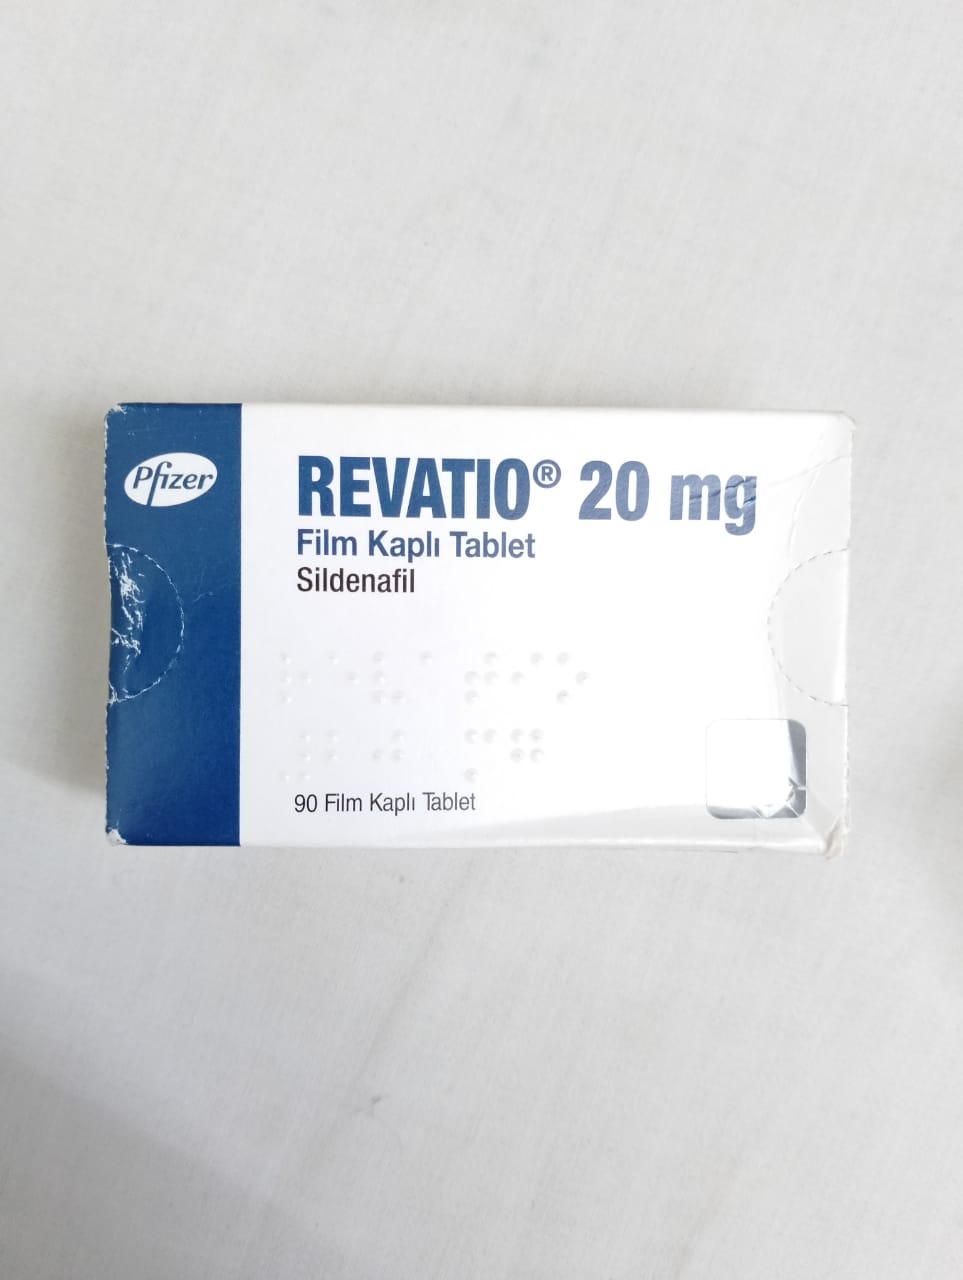 Pfizer
REVATIO® 20 mg
Film Kaplı Tablet
Sildenafil
90 Film Kaplı Tablet